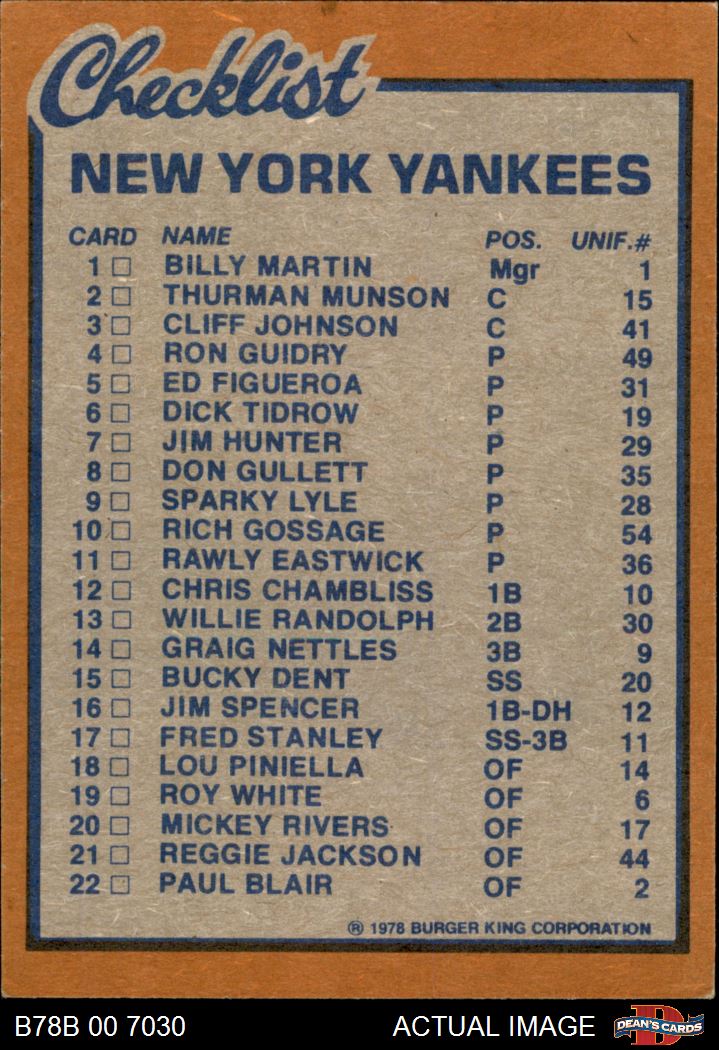 Checklist
NEW YORK YANKEES
CARD NAME POS. UNIF.#
1 □ BILLY MARTIN Mgr 1
2 □ THURMAN MUNSON C 15
3 □ CLIFF JOHNSON C 41
4 □ RON GUIDRY P 49
5 □ ED FIGUEROA P 31
6 □ DICK TIDROW P 19
7 □ JIM HUNTER P 29
8 □ DON GULLETT P 35
9 □ SPARKY LYLE P 28
10 □ RICH GOSSAGE P 54
11 □ RAWLY EASTWICK P 36
12 □ CHRIS CHAMBLISS 1B 10
13 □ WILLIE RANDOLPH 2B 30
14 □ GRAIG NETTLES 3B 9
15 □ BUCKY DENT SS 20
16 □ JIM SPENCER 1B-DH 12
17 □ FRED STANLEY SS-3B 11
18 □ LOU PINIELLA OF 14
19 □ ROY WHITE OF 6
20 □ MICKEY RIVERS OF 17
21 □ REGGIE JACKSON OF 44
22 □ PAUL BLAIR OF 2
® 1978 BURGER KING CORPORATION
B78B 00 7030 ACTUAL IMAGE D DEAN'S CARDS